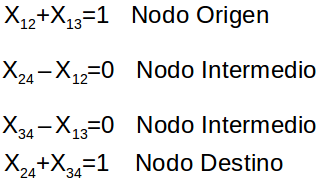 X₁₂+X₁₃=1 Nodo Origen
X₂₄–X₁₂=0 Nodo Intermedio
X₃₄–X₁₃=0 Nodo Intermedio
X₂₄+X₃₄=1 Nodo Destino